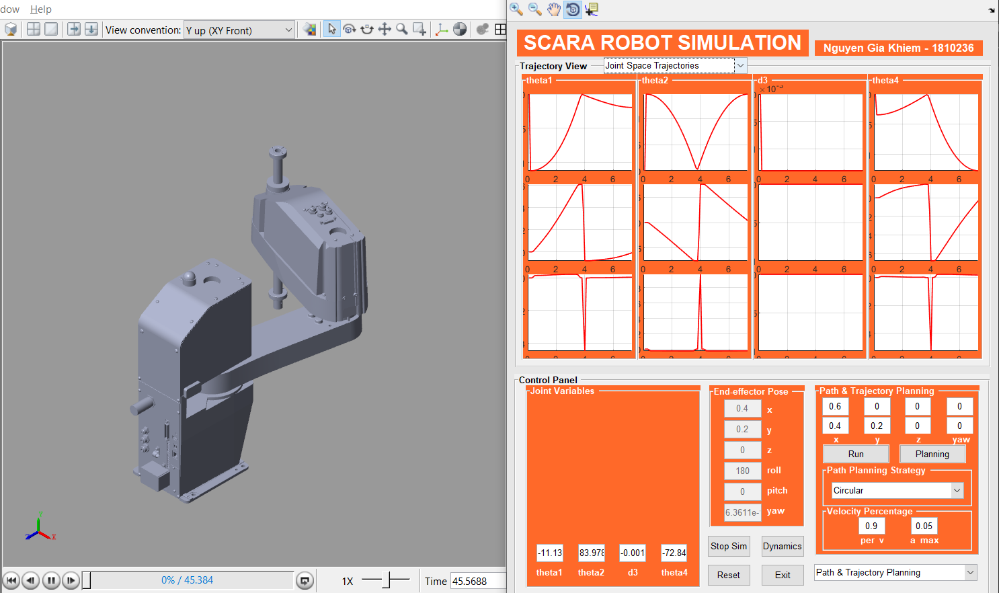 dow Help
View convention: Y up (XY Front)
SCARA ROBOT SIMULATION
Nguyen Gia Khiem - 1810236
Trajectory View
Joint Space Trajectories
theta1 theta2 d3 theta4
0 2 4 6 0 2 4 6 0 2 4 6 0 2 4 6
0 2 4 6 0 2 4 6 0 2 4 6 0 2 4 6
Control Panel
Joint Variables
-11.13 83.978 -0.001 -72.84
theta1 theta2 d3 theta4
End-effector Pose
0.4 x
0.2 y
0 z
180 roll
0 pitch
6.3611e- yaw
Stop Sim Dynamics
Reset Exit
Path & Trajectory Planning
0.6 0 0 0
0.4 0.2 0 0
x y z yaw
Run Planning
Path Planning Strategy
Circular
Velocity Percentage
0.9 0.05
per v a max
Path & Trajectory Planning
Y
Z X
0% / 45.384
1X
Time 45.5688